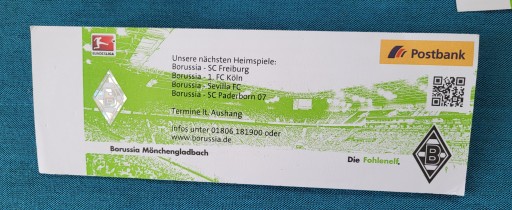 BUNDESLIGA
Unsere nächsten Heimspiele:
Borussia - SC Freiburg
Borussia - 1. FC Köln
Borussia - Sevilla FC
Borussia - SC Paderborn 07
Termine lt. Aushang
Infos unter 01806 181900 oder
www.borussia.de
Postbank
Borussia Mönchengladbach
Die Fohlenelf.
B